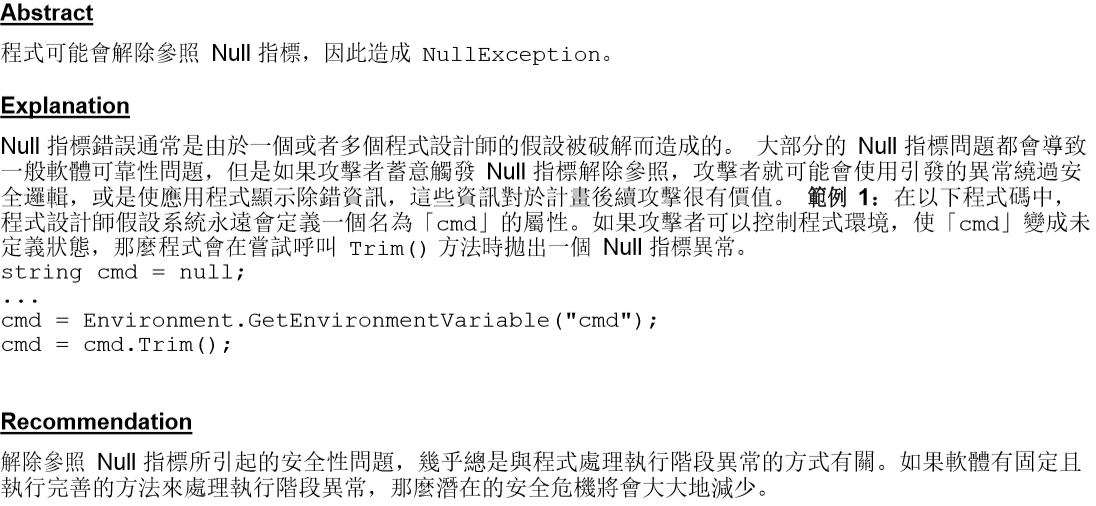 Abstract
程式可能會解除參照 Null 指標，因此造成 NullException。
Explanation
Null 指標錯誤通常是由於一個或者多個程式設計師的假設被破解而造成的。 大部分的 Null 指標問題都會導致
一般軟體可靠性問題，但是如果攻擊者蓄意觸發 Null 指標解除參照，攻擊者就可能會使用引發的異常繞過安
全邏輯，或是使應用程式顯示除錯資訊，這些資訊對於計畫後續攻擊很有價值。 範例 1：在以下程式碼中，
程式設計師假設系統永遠會定義一個名為「cmd」的屬性。如果攻擊者可以控制程式環境，使「cmd」變成未
定義狀態，那麼程式會在嘗試呼叫 Trim() 方法時拋出一個 Null 指標異常。
string cmd = null;
...
cmd = Environment.GetEnvironmentVariable("cmd");
cmd = cmd.Trim();
Recommendation
解除參照 Null 指標所引起的安全性問題，幾乎總是與程式處理執行階段異常的方式有關。如果軟體有固定且
執行完善的方法來處理執行階段異常，那麼潛在的安全危機將會大大地減少。